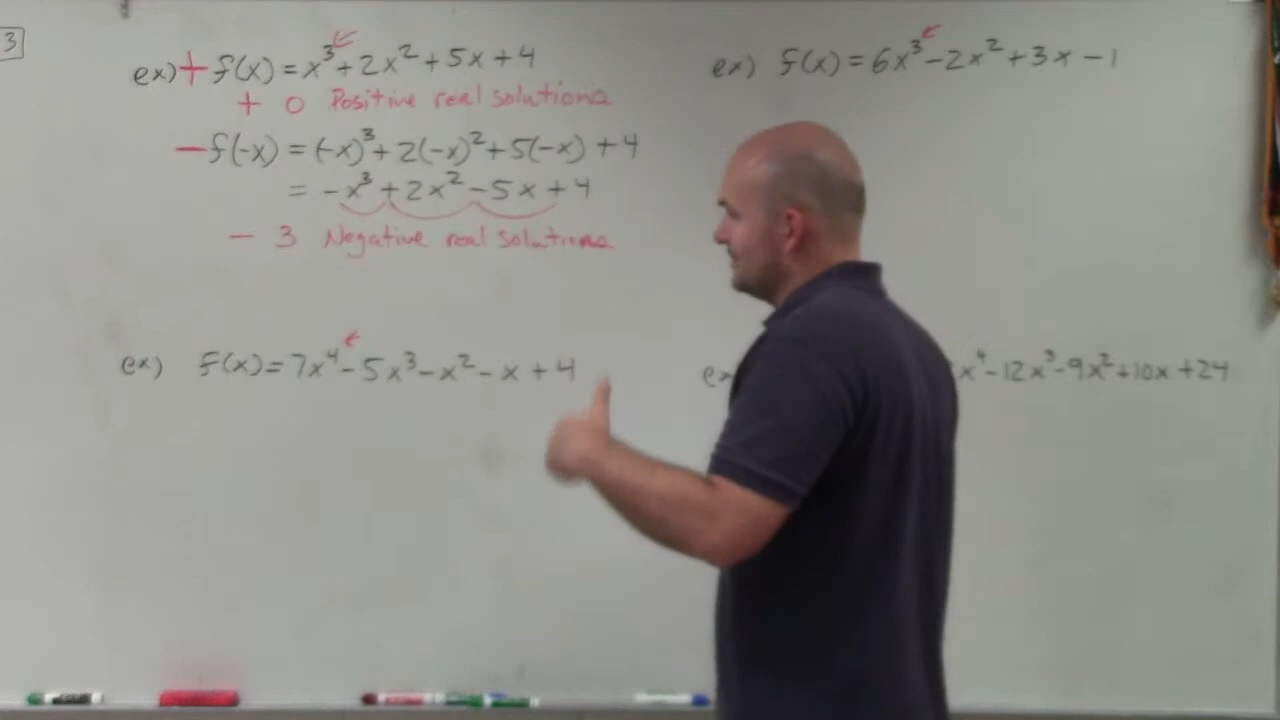 3
ex) + f(x) = x³ + 2x² + 5x + 4
+ 0 Positive real solutions
- f(-x) = (-x)³ + 2(-x)² + 5(-x) + 4
= -x³ + 2x² - 5x + 4
- 3 Negative real solutions
ex) f(x) = 6x³ - 2x² + 3x - 1
ex) f(x) = 7x⁴ - 5x³ - x² - x + 4
ex x⁴ - 12x³ - 9x² + 10x + 24